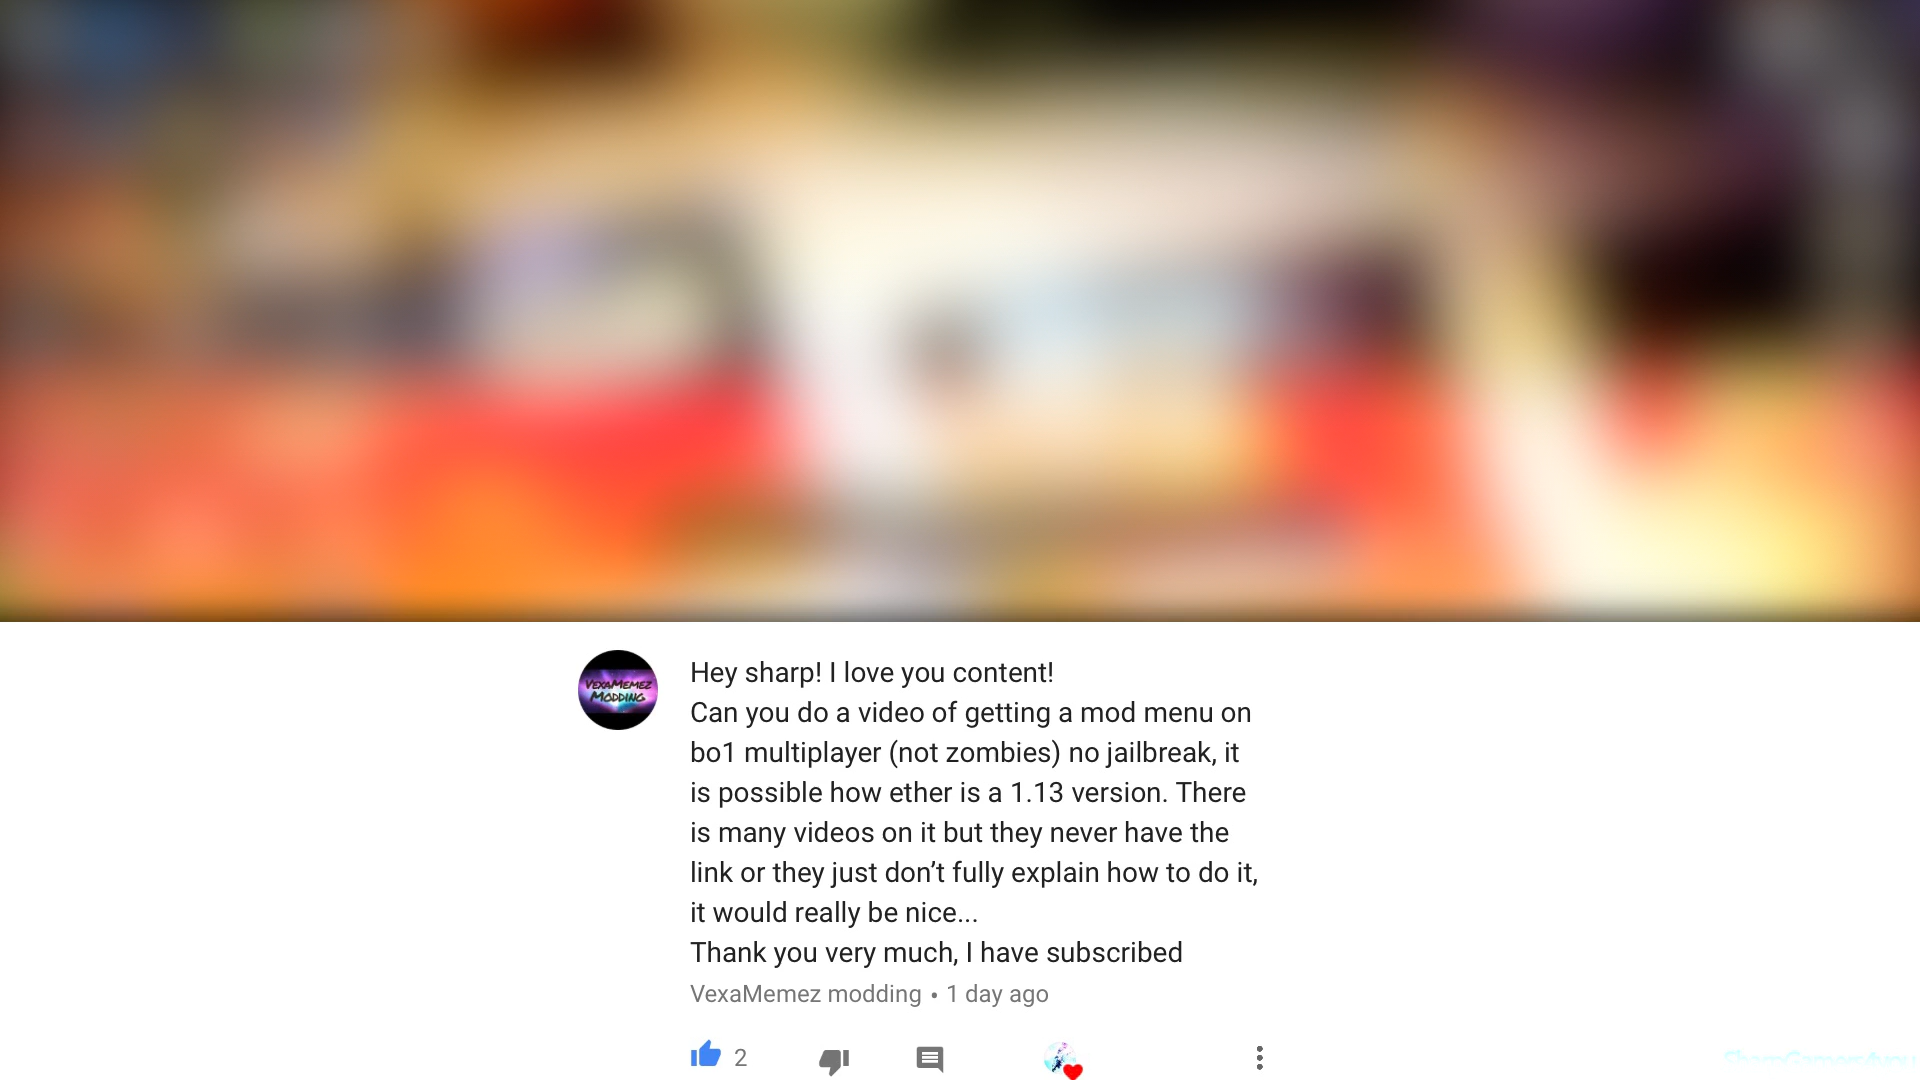 VexaMemez
Modding
Hey sharp! I love you content!
Can you do a video of getting a mod menu on
bo1 multiplayer (not zombies) no jailbreak, it
is possible how ether is a 1.13 version. There
is many videos on it but they never have the
link or they just don’t fully explain how to do it,
it would really be nice...
Thank you very much, I have subscribed
VexaMemez modding • 1 day ago
2